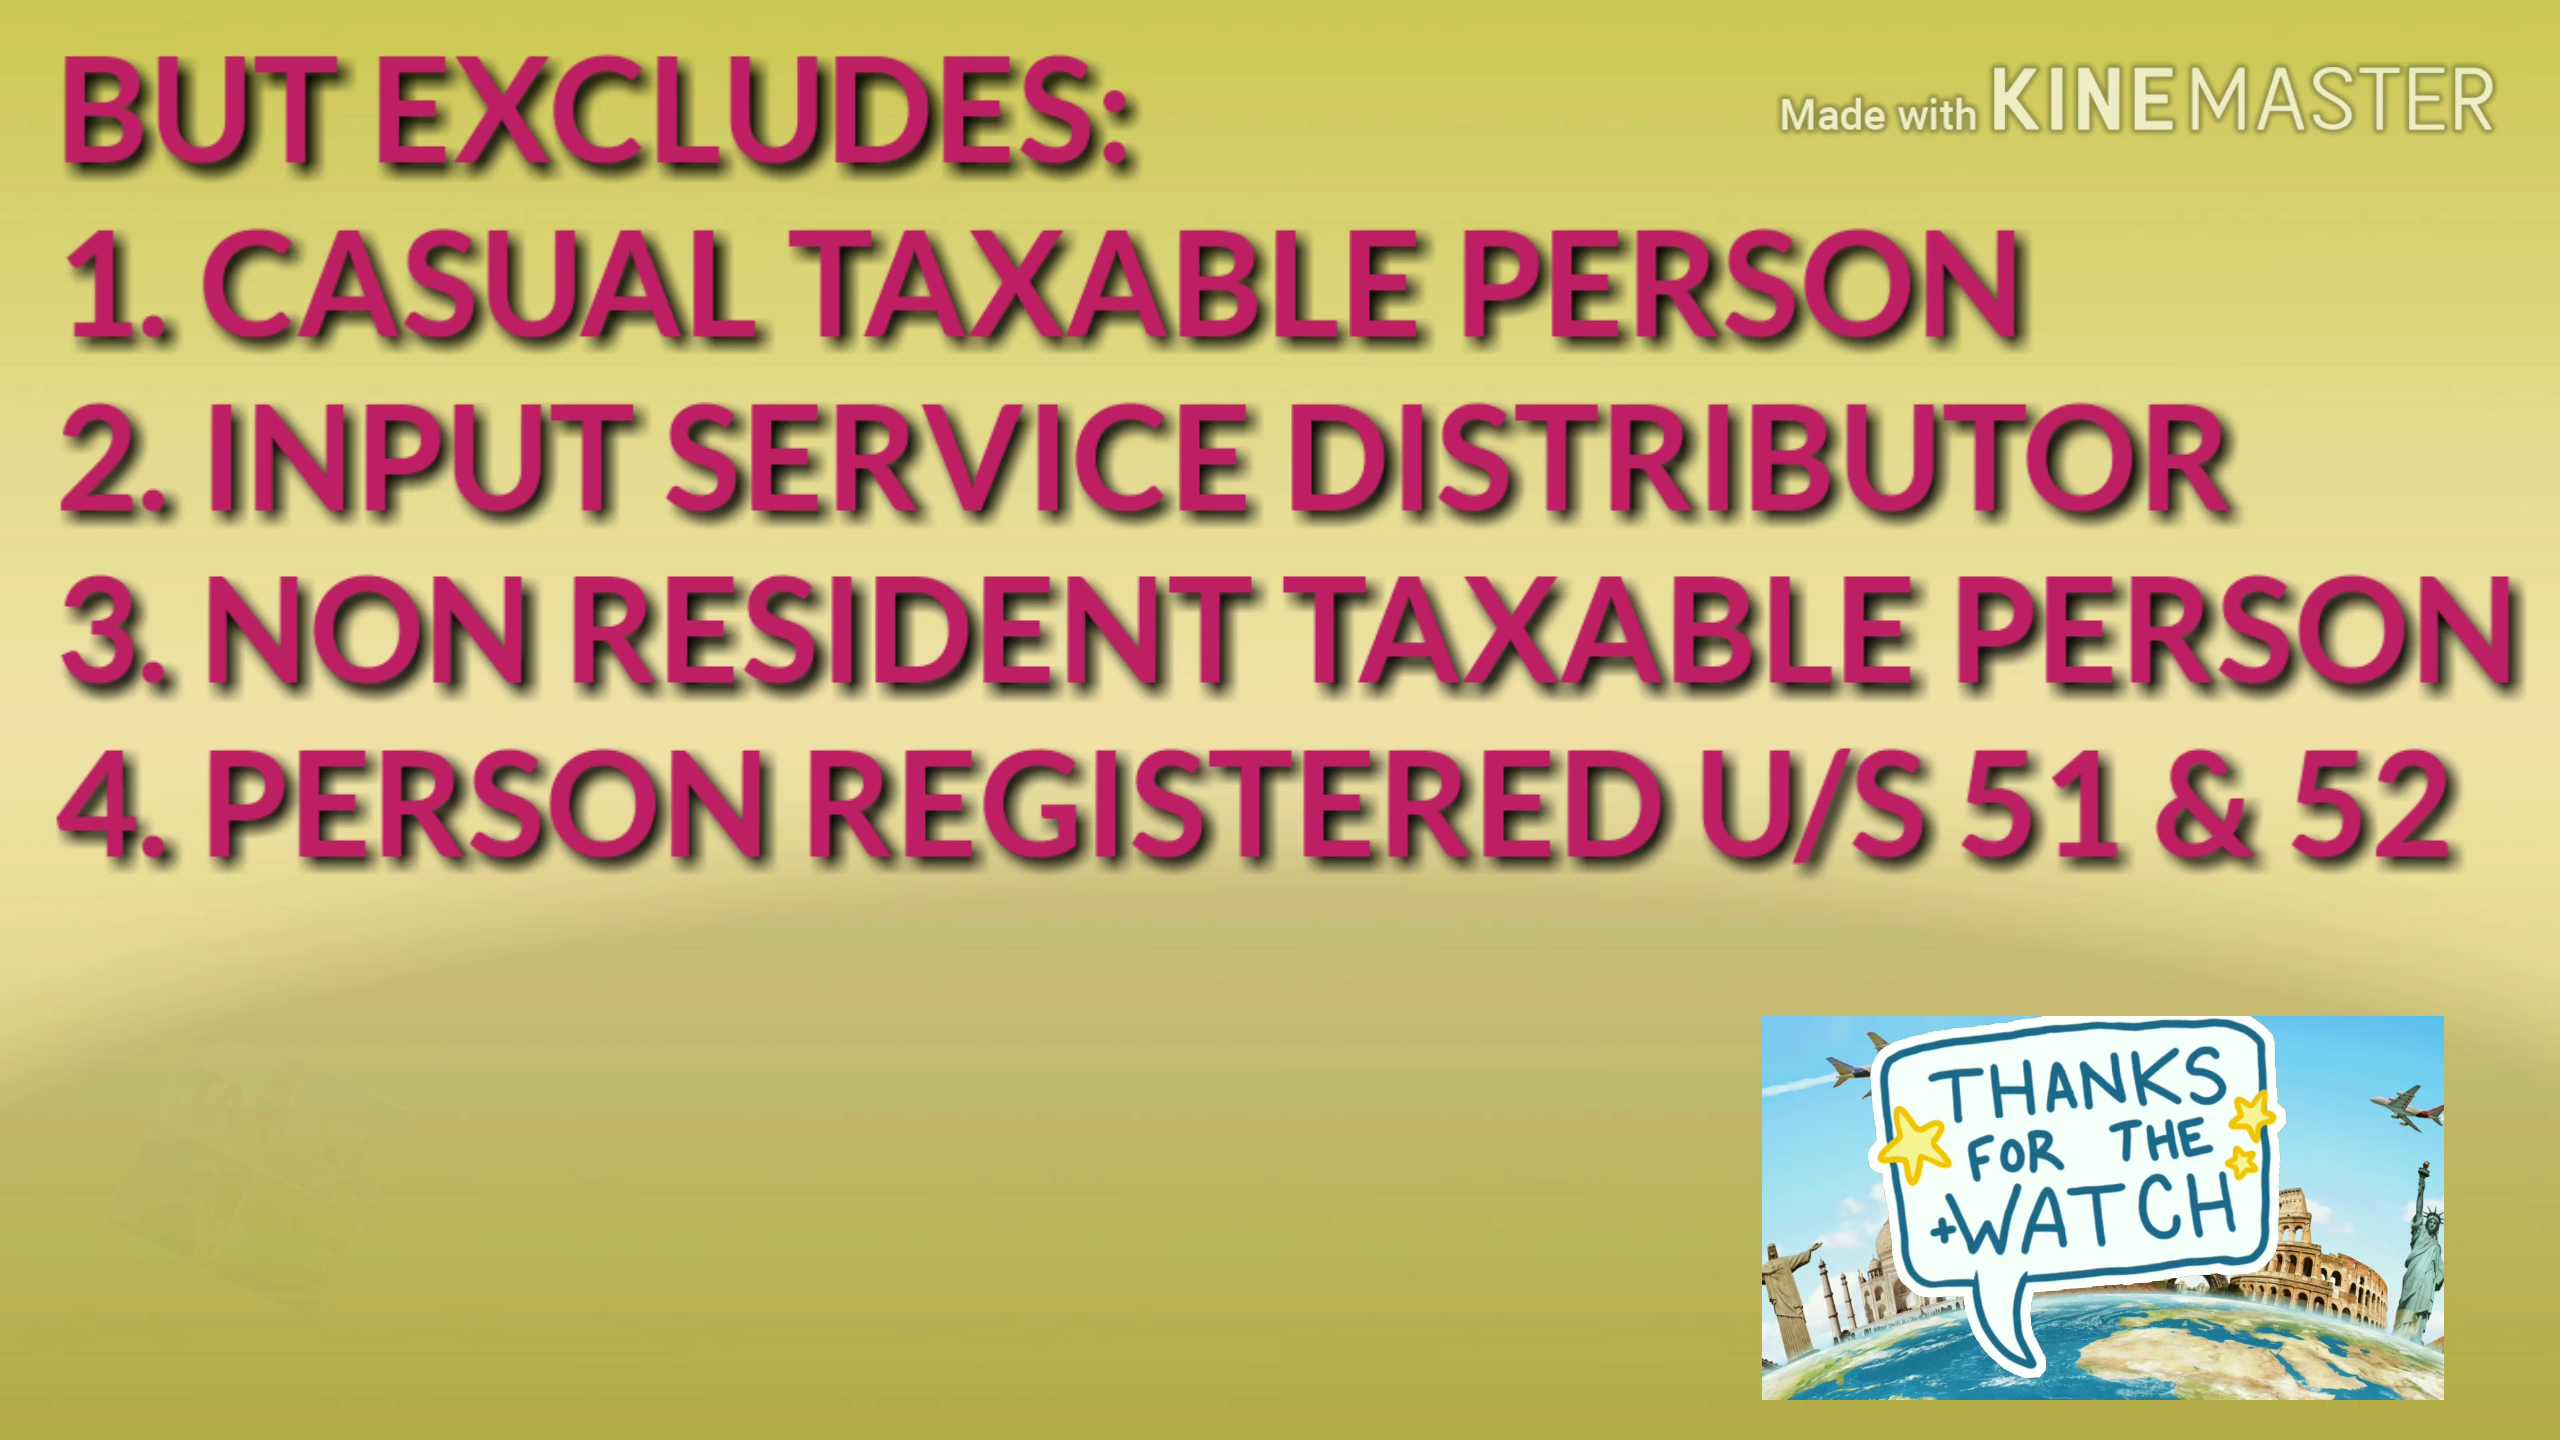 BUT EXCLUDES:
Made with KINEMASTER
1. CASUAL TAXABLE PERSON
2. INPUT SERVICE DISTRIBUTOR
3. NON RESIDENT TAXABLE PERSON
4. PERSON REGISTERED U/S 51 & 52
THANKS
FOR THE
WATCH